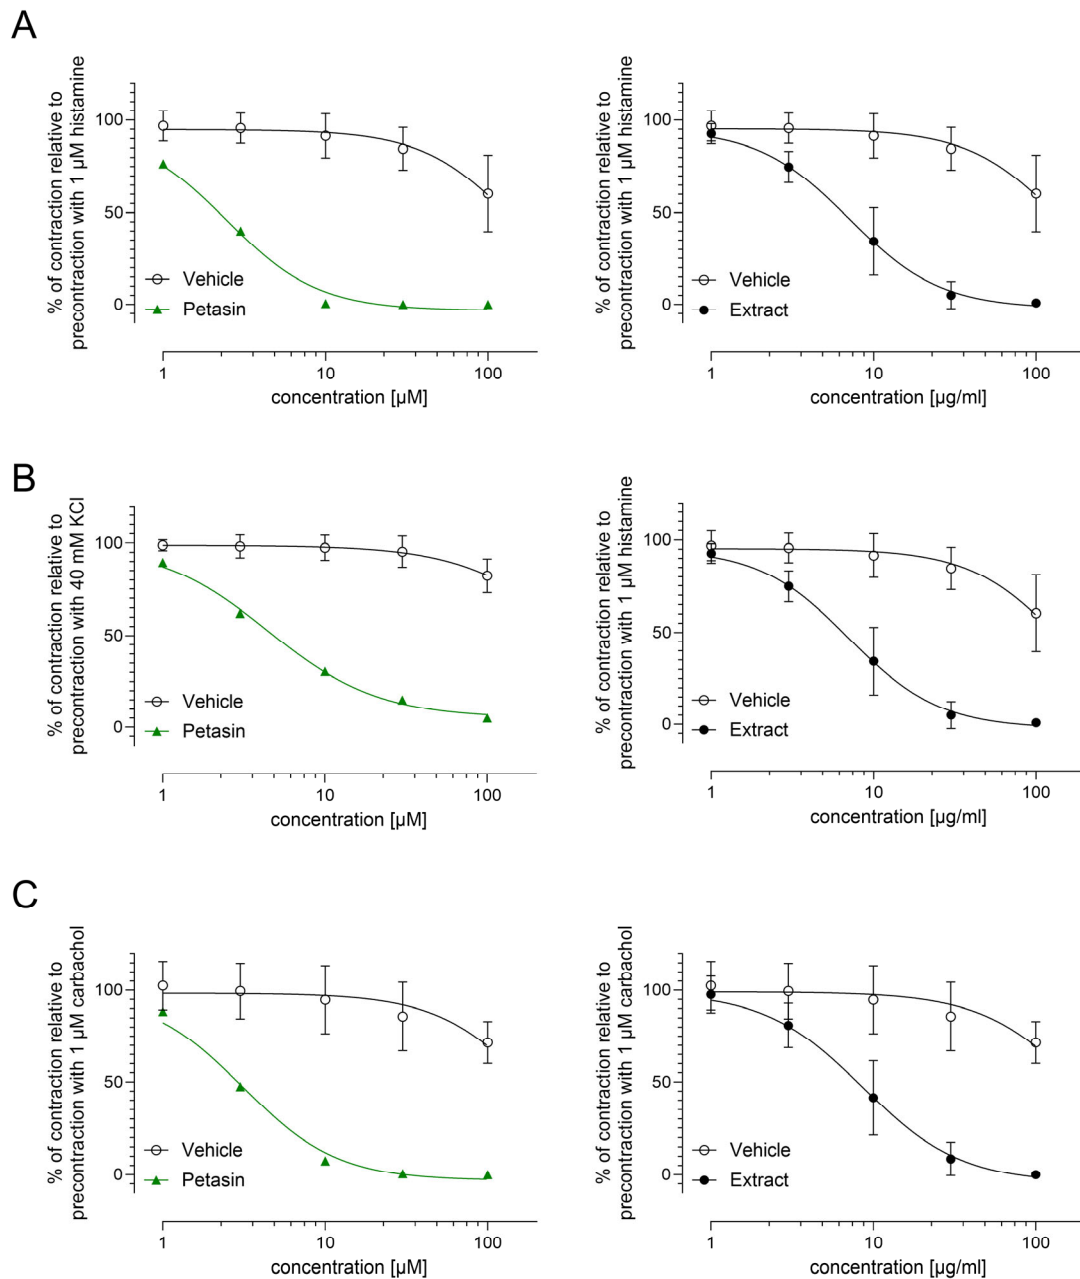 A
% of contraction relative to
precontraction with 1 µM histamine
100
50
0
Vehicle
Petasin
1
10
100
concentration [µM]
% of contraction relative to
precontraction with 1 µM histamine
100
50
0
Vehicle
Extract
1
10
100
concentration [µg/ml]
B
% of contraction relative to
precontraction with 40 mM KCl
100
50
0
Vehicle
Petasin
1
10
100
concentration [µM]
% of contraction relative to
precontraction with 1 µM histamine
100
50
0
Vehicle
Extract
1
10
100
concentration [µg/ml]
C
% of contraction relative to
precontraction with 1 µM carbachol
100
50
0
Vehicle
Petasin
1
10
100
concentration [µM]
% of contraction relative to
precontraction with 1 µM carbachol
100
50
0
Vehicle
Extract
1
10
100
concentration [µg/ml]